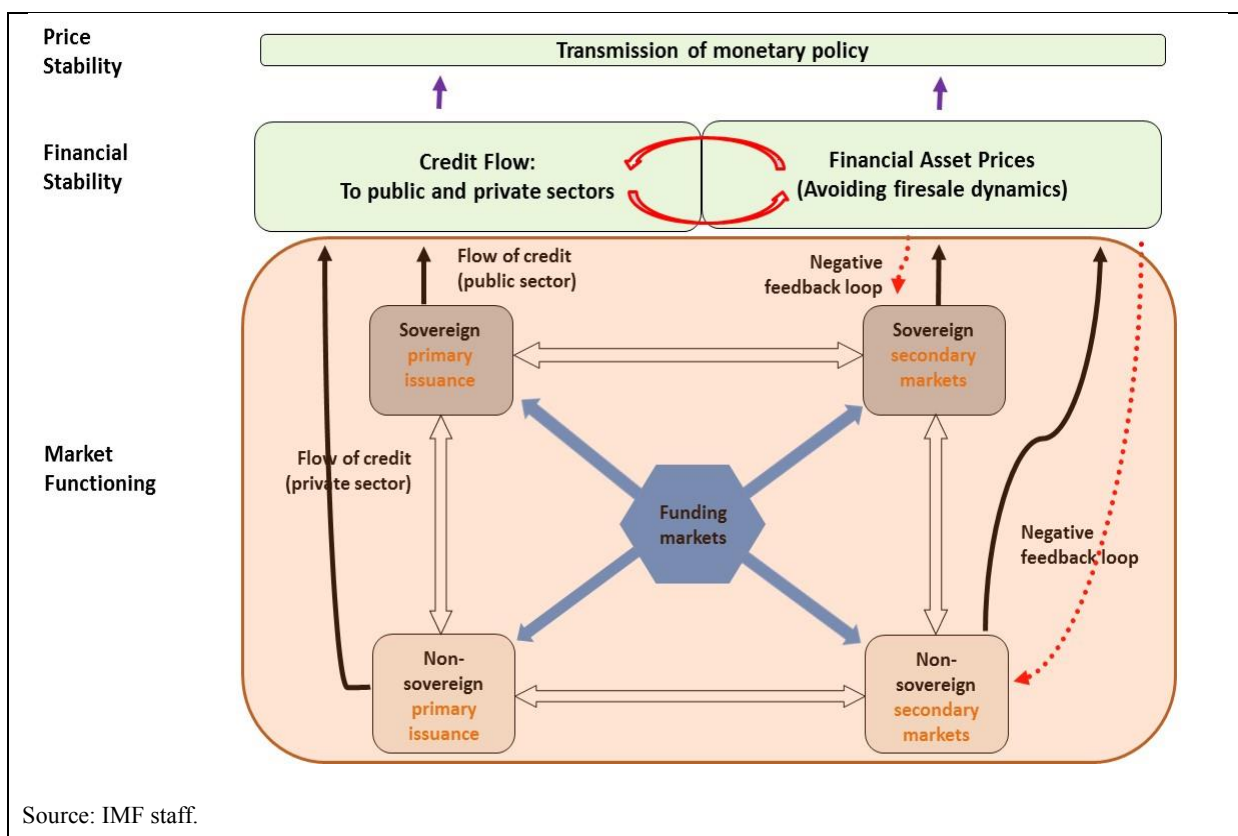 Price
Stability
Transmission of monetary policy
Financial
Stability
Credit Flow:
To public and private sectors
Financial Asset Prices
(Avoiding firesale dynamics)
Flow of credit
(public sector)
Negative
feedback loop
Sovereign
primary
issuance
Sovereign
secondary
markets
Market
Functioning
Flow of credit
(private sector)
Funding
markets
Negative
feedback loop
Non-
sovereign
primary
issuance
Non-
sovereign
secondary
markets
Source: IMF staff.